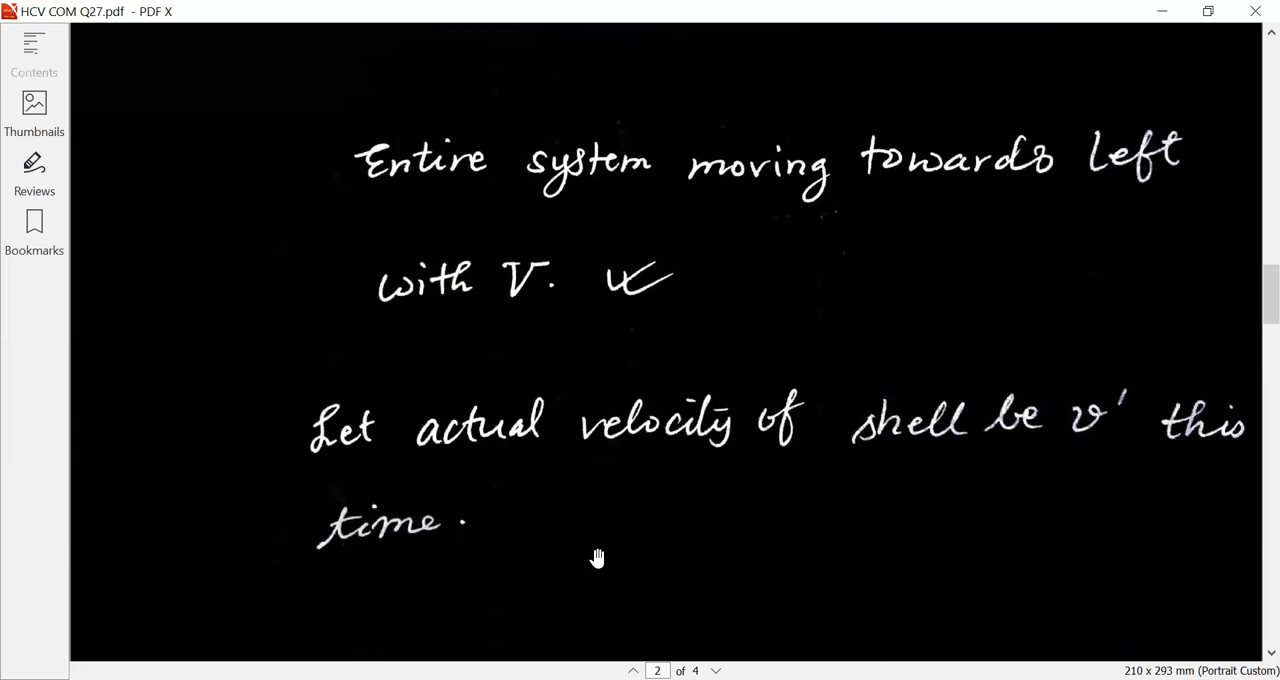 HCV COM Q27.pdf - PDF X
Contents
Thumbnails
Reviews
Bookmarks
Entire system moving towards left
with V.
Let actual velocity of shell be v' this
time.
2 of 4
210 x 293 mm (Portrait Custom)